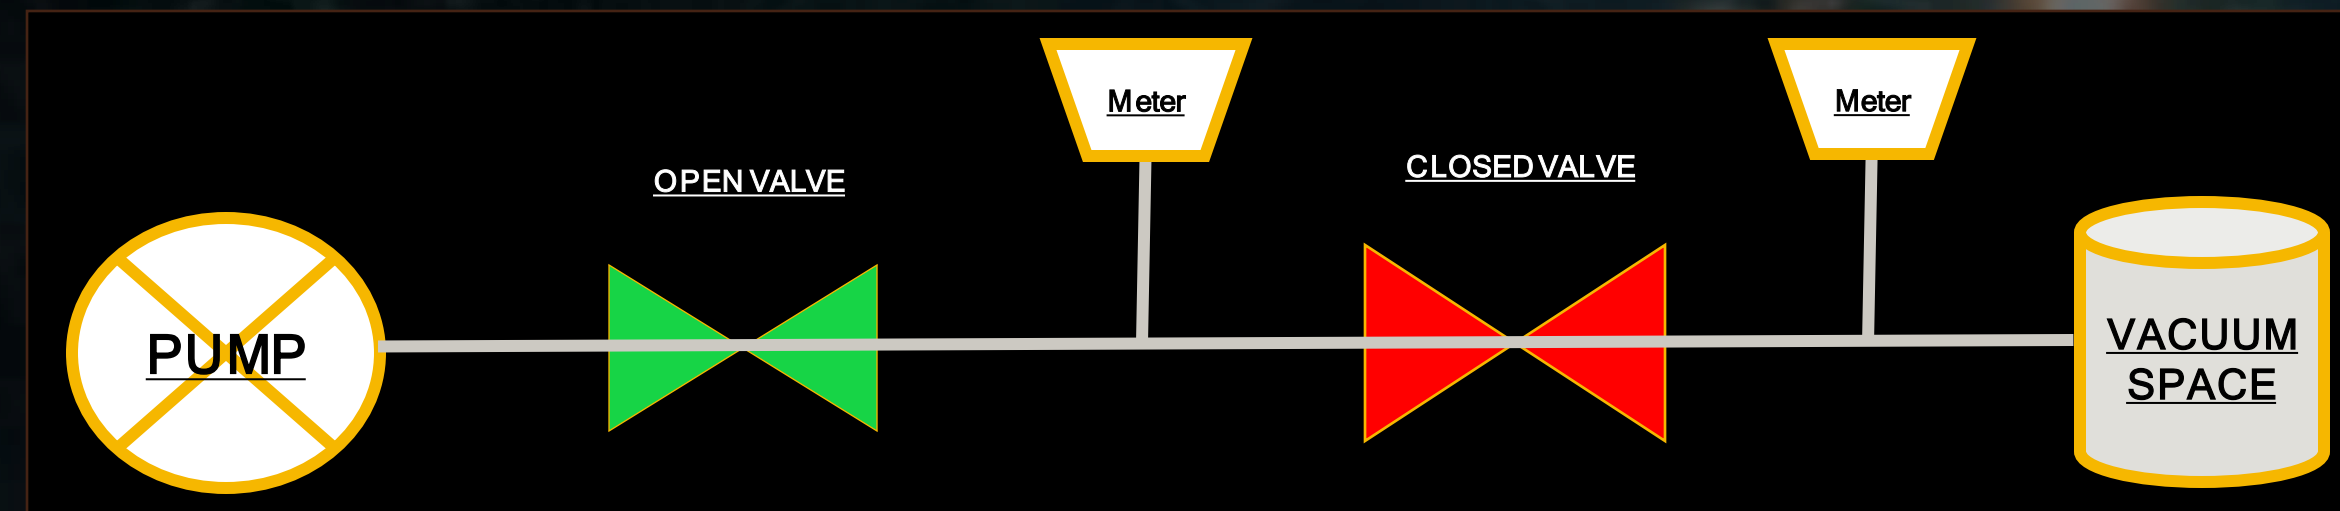 Meter
Meter
OPEN VALVE
CLOSED VALVE
PUMP
VACUUM
SPACE